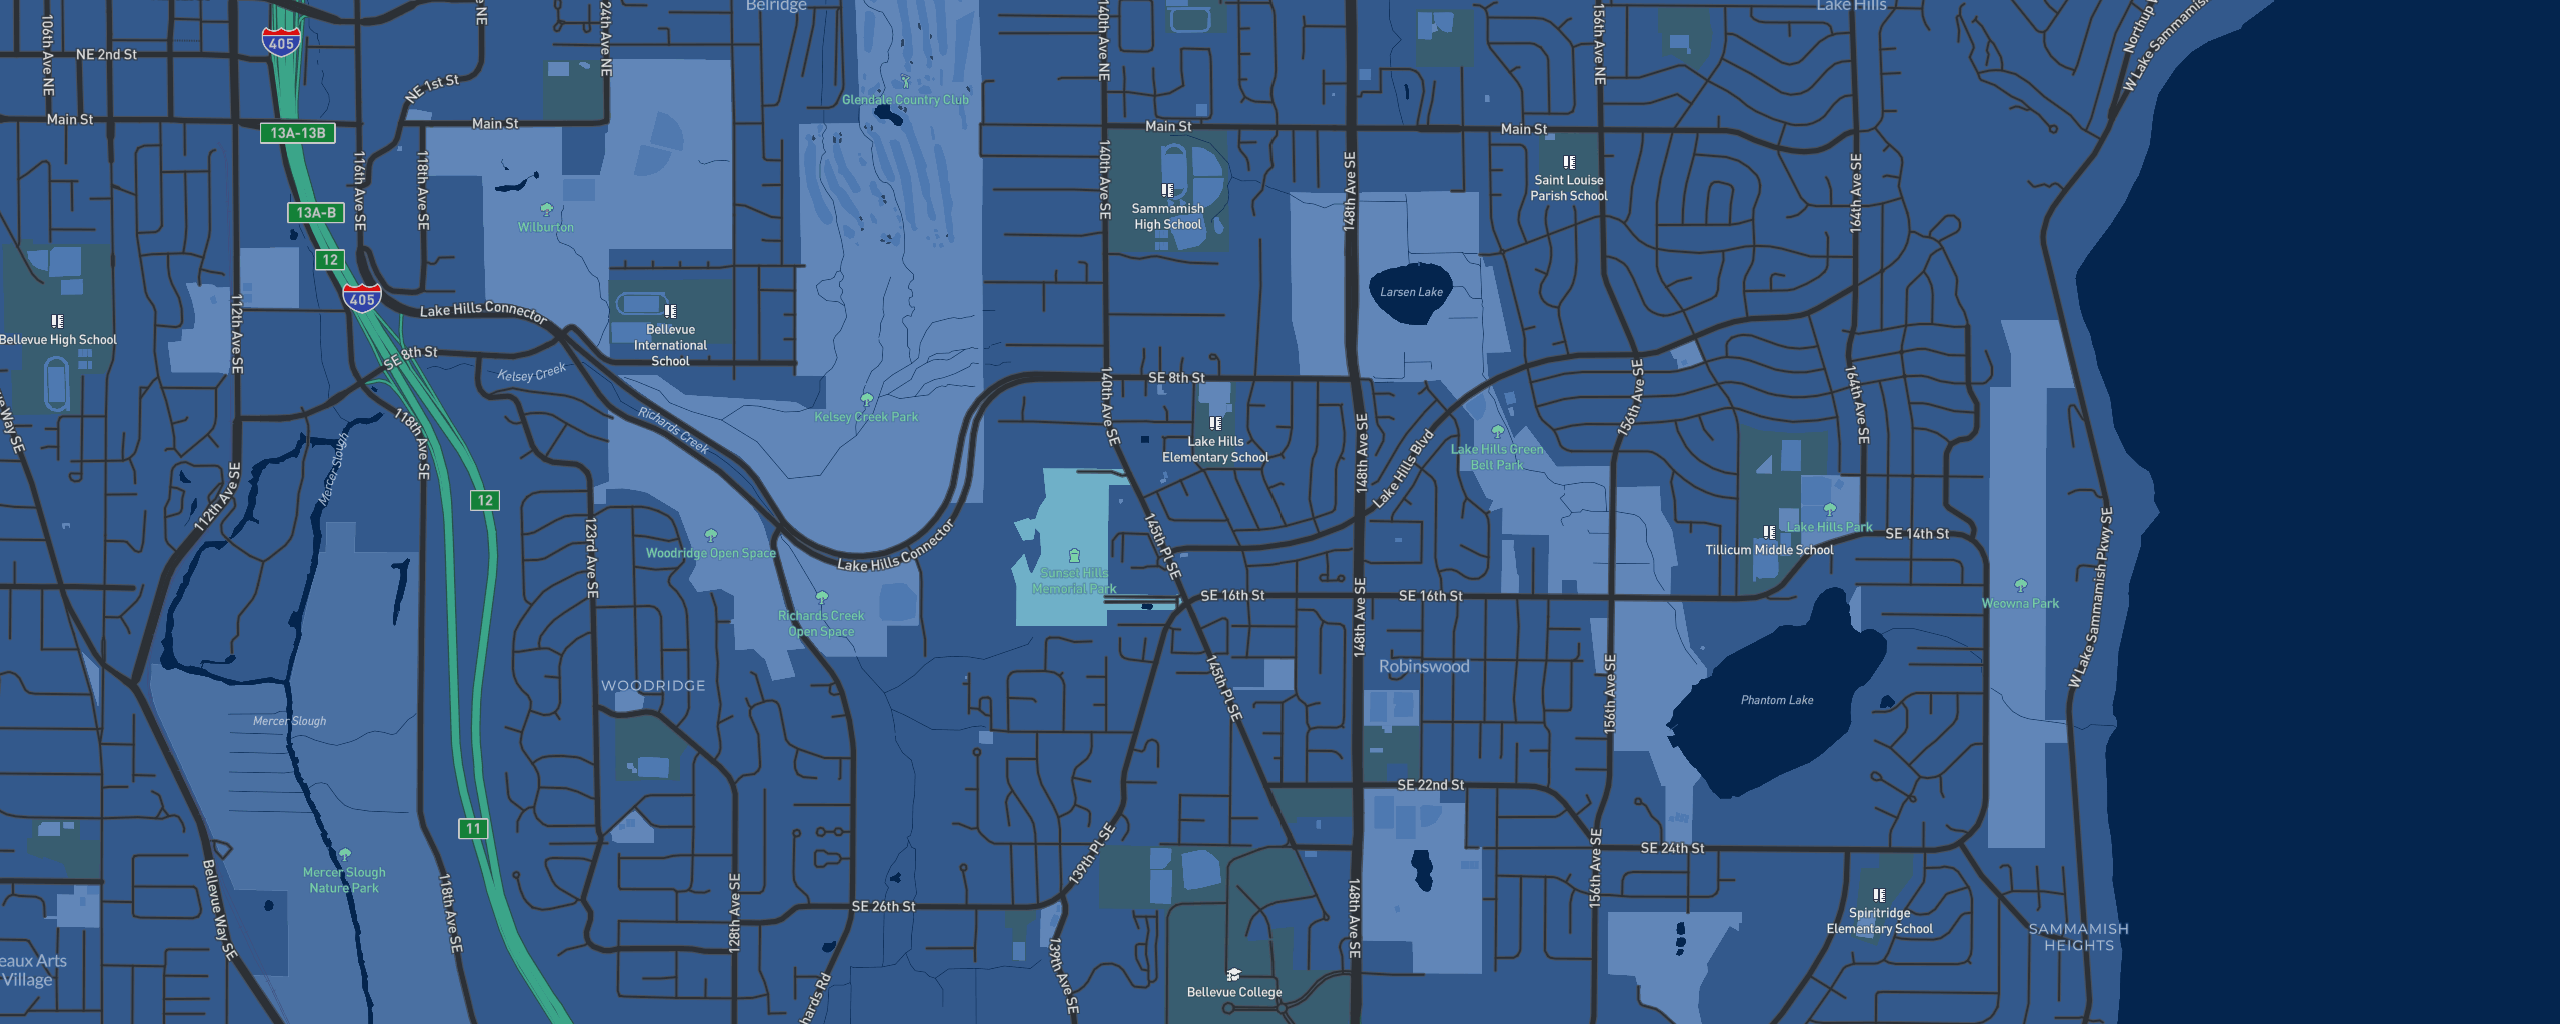 Belridge
Lake Hills
106th Ave NE
405
NE 2nd St
NE
24th Ave NE
140th Ave NE
156th Ave NE
Northup
W Lake Sammamish
NE 1st St
Glendale Country Club
Main St
Main St
Main St
Main St
13A-13B
116th Ave SE
118th Ave SE
140th Ave SE
148th Ave SE
164th Ave SE
Saint Louise
Parish School
Sammamish
High School
13A-B
Wilburton
12
405
Larsen Lake
Lake Hills Connector
112th Ave SE
Bellevue High School
Bellevue
International
School
SE 8th St
Kelsey Creek
SE 8th St
140th Ave SE
156th Ave SE
164th Ave SE
Richards Creek
Kelsey Creek Park
ue Way SE
118th Ave SE
Mercer Slough
Lake Hills
Elementary School
148th Ave SE
Lake Hills Blvd
Lake Hills Green
Belt Park
112th Ave SE
12
123rd Ave SE
Woodridge Open Space
Lake Hills Connector
145th Pl SE
Lake Hills Park
Tillicum Middle School
SE 14th St
W Lake Sammamish Pkwy SE
Sunset Hills
Memorial Park
SE 16th St
SE 16th St
148th Ave SE
Weowna Park
Richards Creek
Open Space
WOODRIDGE
145th Pl SE
Robinswood
156th Ave SE
Phantom Lake
Mercer Slough
SE 22nd St
11
139th Pl SE
156th Ave SE
SE 24th St
Mercer Slough
Nature Park
Bellevue Way SE
118th Ave SE
128th Ave SE
SE 26th St
148th Ave SE
Spiritridge
Elementary School
SAMMAMISH
HEIGHTS
eaux Arts
Village
hards Rd
139th Ave SE
Bellevue College